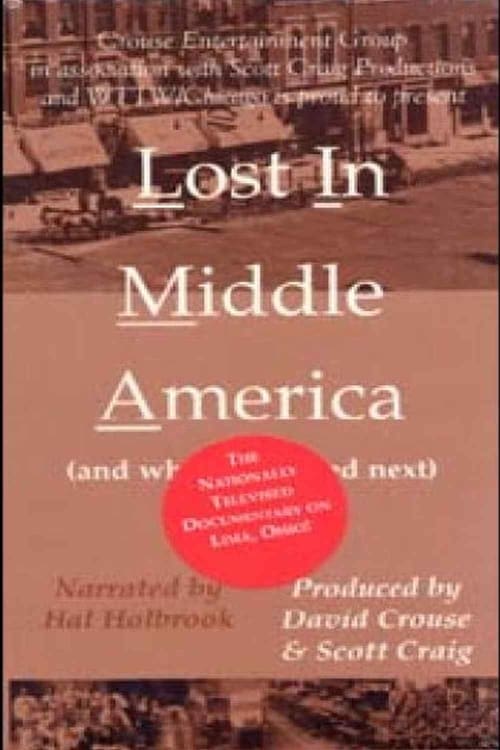 Crouse Entertainment Group
in association with Scott Craig Productions
and WTTW/Chicago is proud to present
Lost In
Middle
America
(and wh ed next)
The
Nationally
Televised
Documentary on
Lima, Ohio!
Narrated by
Hal Holbrook
Produced by
David Crouse
& Scott Craig